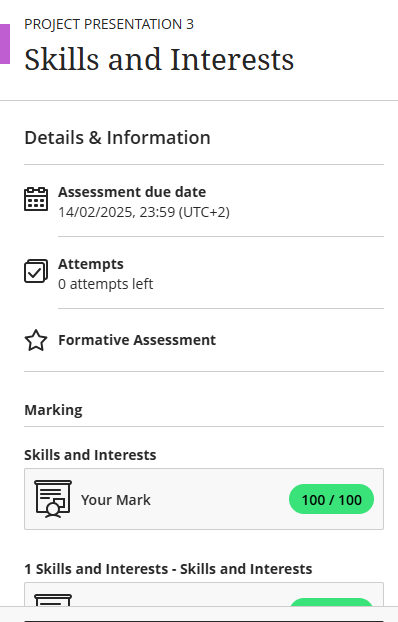 PROJECT PRESENTATION 3
Skills and Interests
Details & Information
Assessment due date
14/02/2025, 23:59 (UTC+2)
Attempts
0 attempts left
Formative Assessment
Marking
Skills and Interests
Your Mark
100 / 100
1 Skills and Interests - Skills and Interests